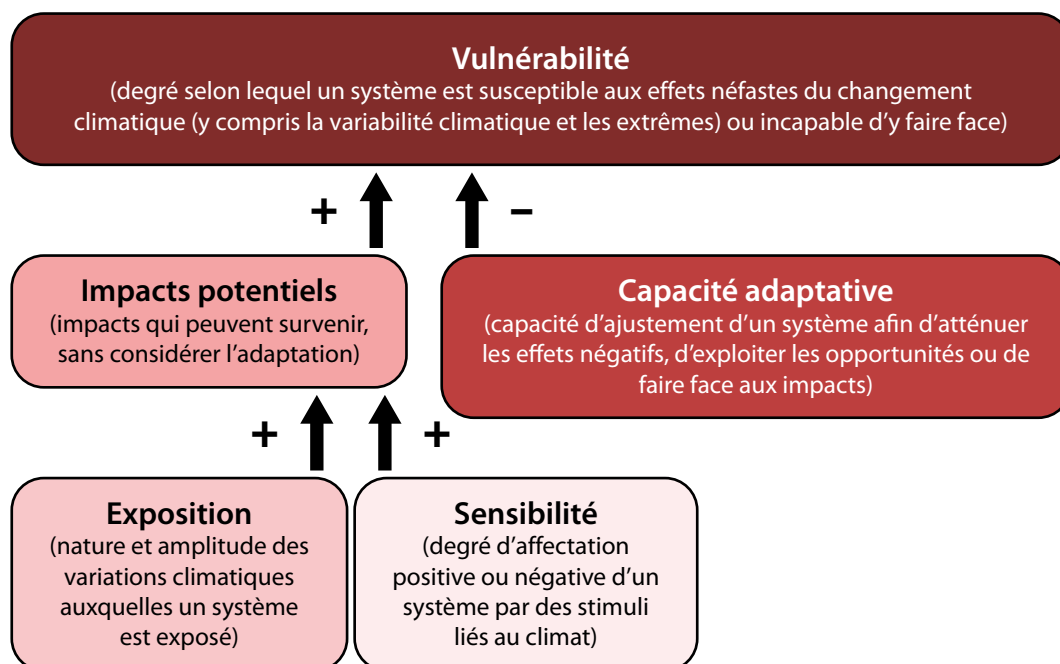 Vulnérabilité
(degré selon lequel un système est susceptible aux effets néfastes du changement
climatique (y compris la variabilité climatique et les extrêmes) ou incapable d’y faire face)
+ –
Impacts potentiels
(impacts qui peuvent survenir,
sans considérer l’adaptation)
Capacité adaptative
(capacité d’ajustement d’un système afin d’atténuer
les effets négatifs, d’exploiter les opportunités ou de
faire face aux impacts)
+ +
Exposition
(nature et amplitude des
variations climatiques
auxquelles un système
est exposé)
Sensibilité
(degré d’affectation
positive ou négative d’un
système par des stimuli
liés au climat)